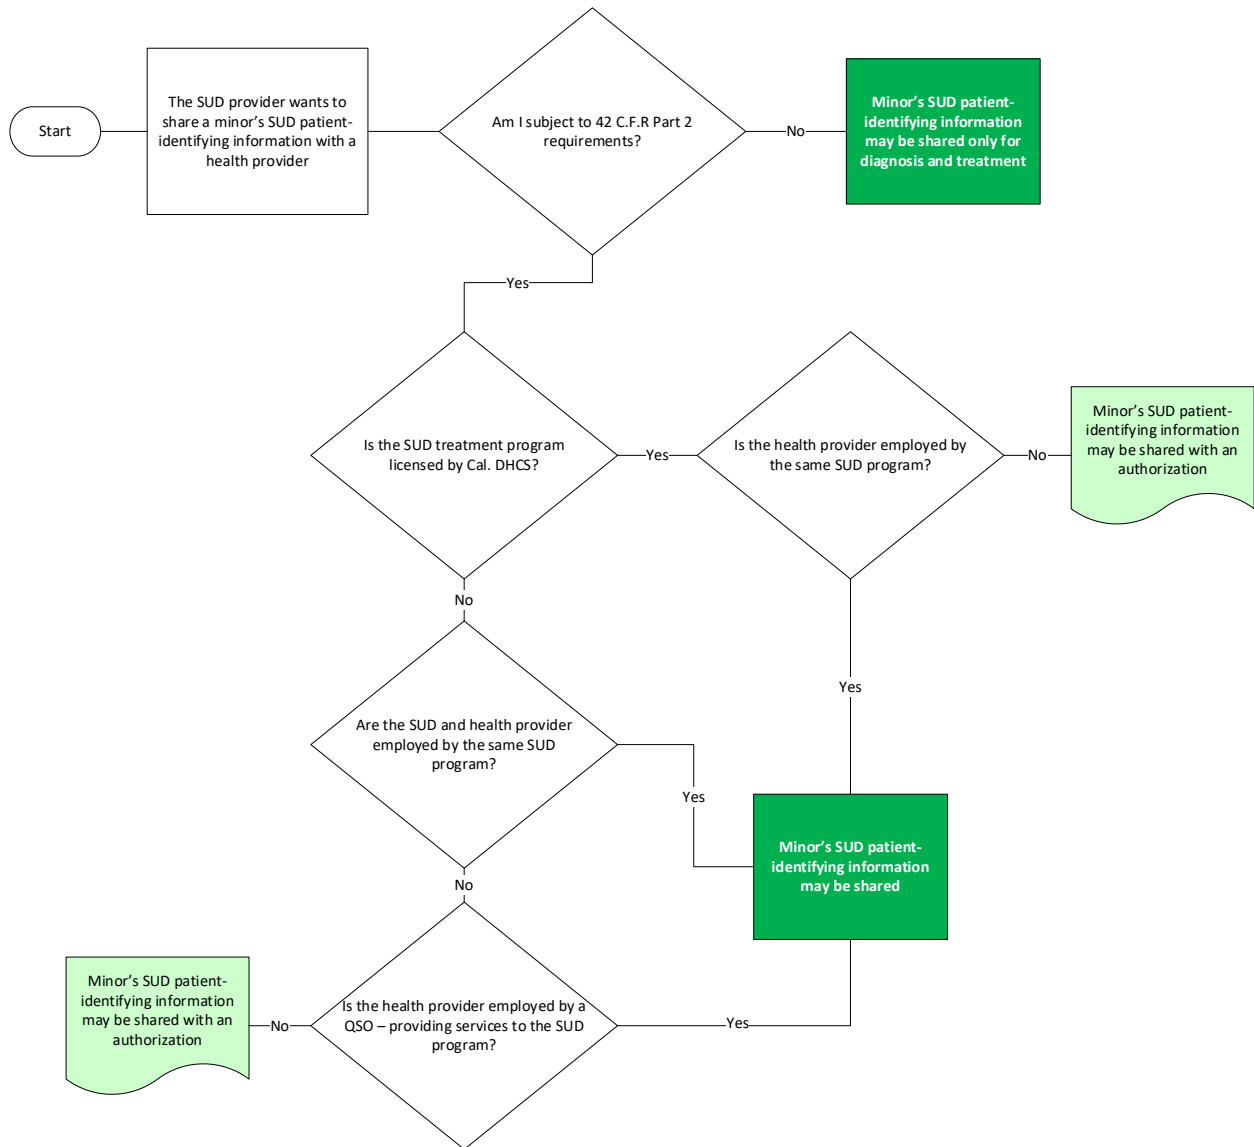 Start
The SUD provider wants to
share a minor's SUD patient-
identifying information with a
health provider
Am I subject to 42 C.F.R Part 2
requirements?
No
Minor's SUD patient-
identifying information
may be shared only for
diagnosis and treatment
Yes
Is the SUD treatment program
licensed by Cal. DHCS?
Yes
Is the health provider employed by
the same SUD program?
No
Minor's SUD patient-
identifying information
may be shared with an
authorization
No
Yes
Are the SUD and health provider
employed by the same SUD
program?
Yes
Minor's SUD patient-
identifying information
may be shared
No
Minor's SUD patient-
identifying information
may be shared with an
authorization
No
Is the health provider employed by a
QSO – providing services to the SUD
program?
Yes